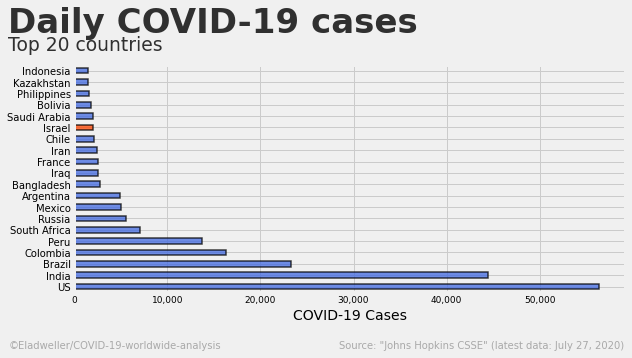 Daily COVID-19 cases
Top 20 countries
Indonesia
Kazakhstan
Philippines
Bolivia
Saudi Arabia
Israel
Chile
Iran
France
Iraq
Bangladesh
Argentina
Mexico
Russia
South Africa
Peru
Colombia
Brazil
India
US
0 10,000 20,000 30,000 40,000 50,000
COVID-19 Cases
©Eladweller/COVID-19-worldwide-analysis Source: "Johns Hopkins CSSE" (latest data: July 27, 2020)